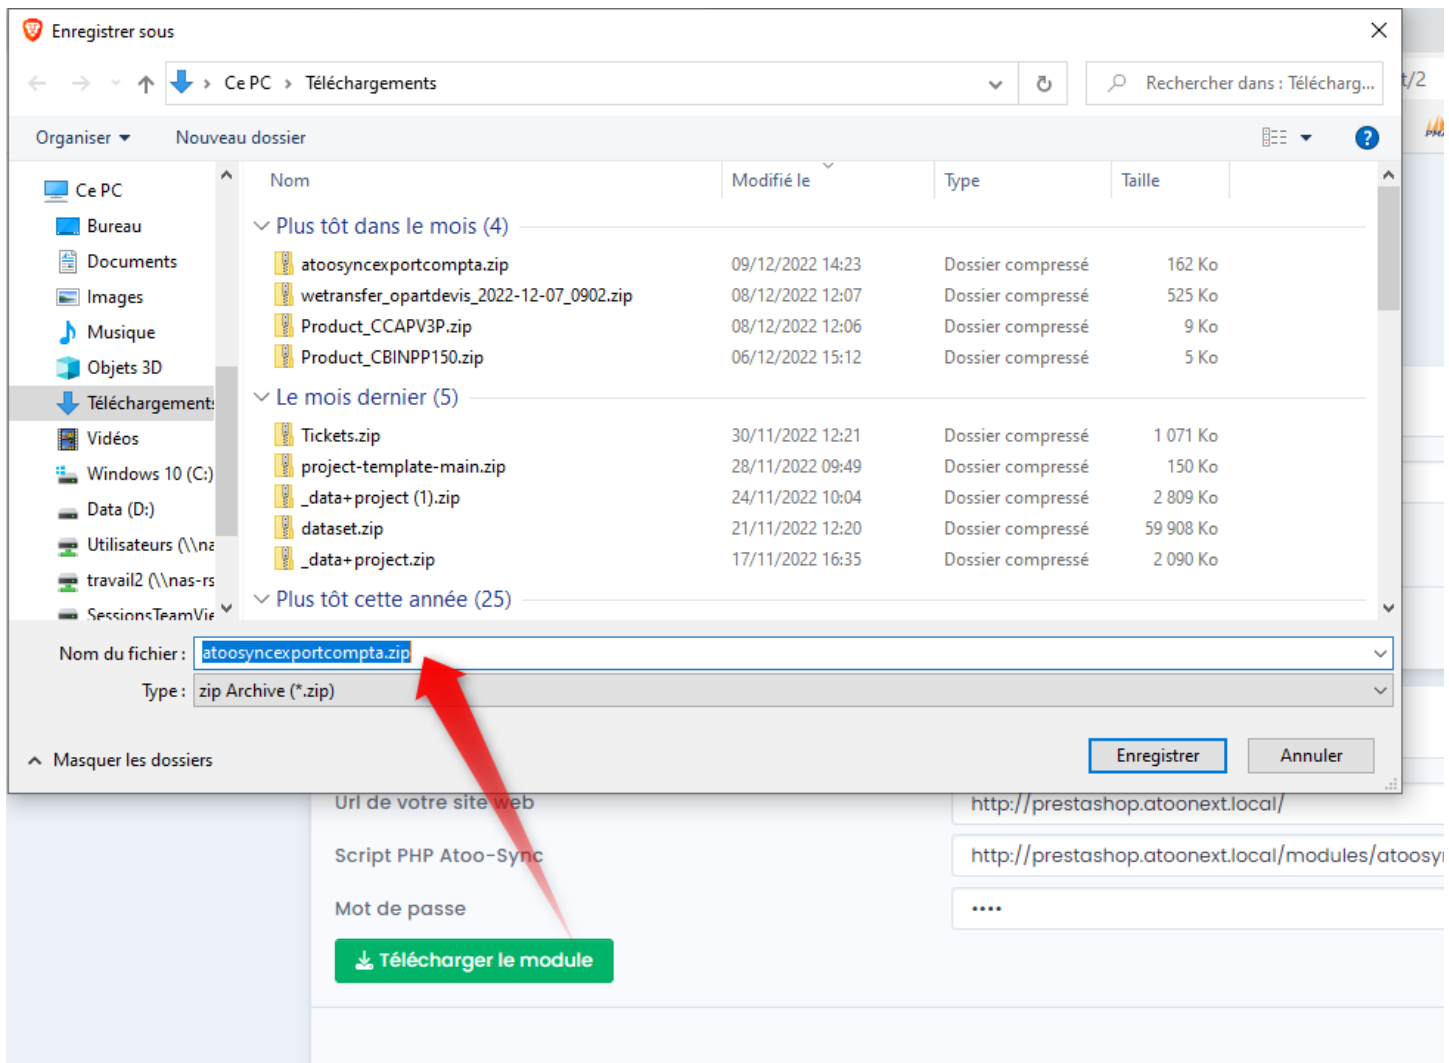 Enregistrer sous
Ce PC > Téléchargements
Rechercher dans : Télécharg...
t/2
Organiser
Nouveau dossier
?
Nom Modifié le Type Taille
Ce PC
Bureau
Documents
Images
Musique
Objets 3D
Téléchargements
Vidéos
Windows 10 (C:)
Data (D:)
Utilisateurs (\\na
travail2 (\\nas-rs
SessionsTeamVie
Plus tôt dans le mois (4)
atoosyncexportcompta.zip 09/12/2022 14:23 Dossier compressé 162 Ko
wetransfer_opartdevis_2022-12-07_0902.zip 08/12/2022 12:07 Dossier compressé 525 Ko
Product_CCAPV3P.zip 08/12/2022 12:06 Dossier compressé 9 Ko
Product_CBINPP150.zip 06/12/2022 15:12 Dossier compressé 5 Ko
Le mois dernier (5)
Tickets.zip 30/11/2022 12:21 Dossier compressé 1 071 Ko
project-template-main.zip 28/11/2022 09:49 Dossier compressé 150 Ko
_data+project (1).zip 24/11/2022 10:04 Dossier compressé 2 809 Ko
dataset.zip 21/11/2022 12:20 Dossier compressé 59 908 Ko
_data+project.zip 17/11/2022 16:35 Dossier compressé 2 090 Ko
Plus tôt cette année (25)
Nom du fichier : atoosyncexportcompta.zip
Type : zip Archive (*.zip)
Masquer les dossiers
Enregistrer
Annuler
Url de votre site web http://prestashop.atoonext.local/
Script PHP Atoo-Sync http://prestashop.atoonext.local/modules/atoosy
Mot de passe ••••
Télécharger le module